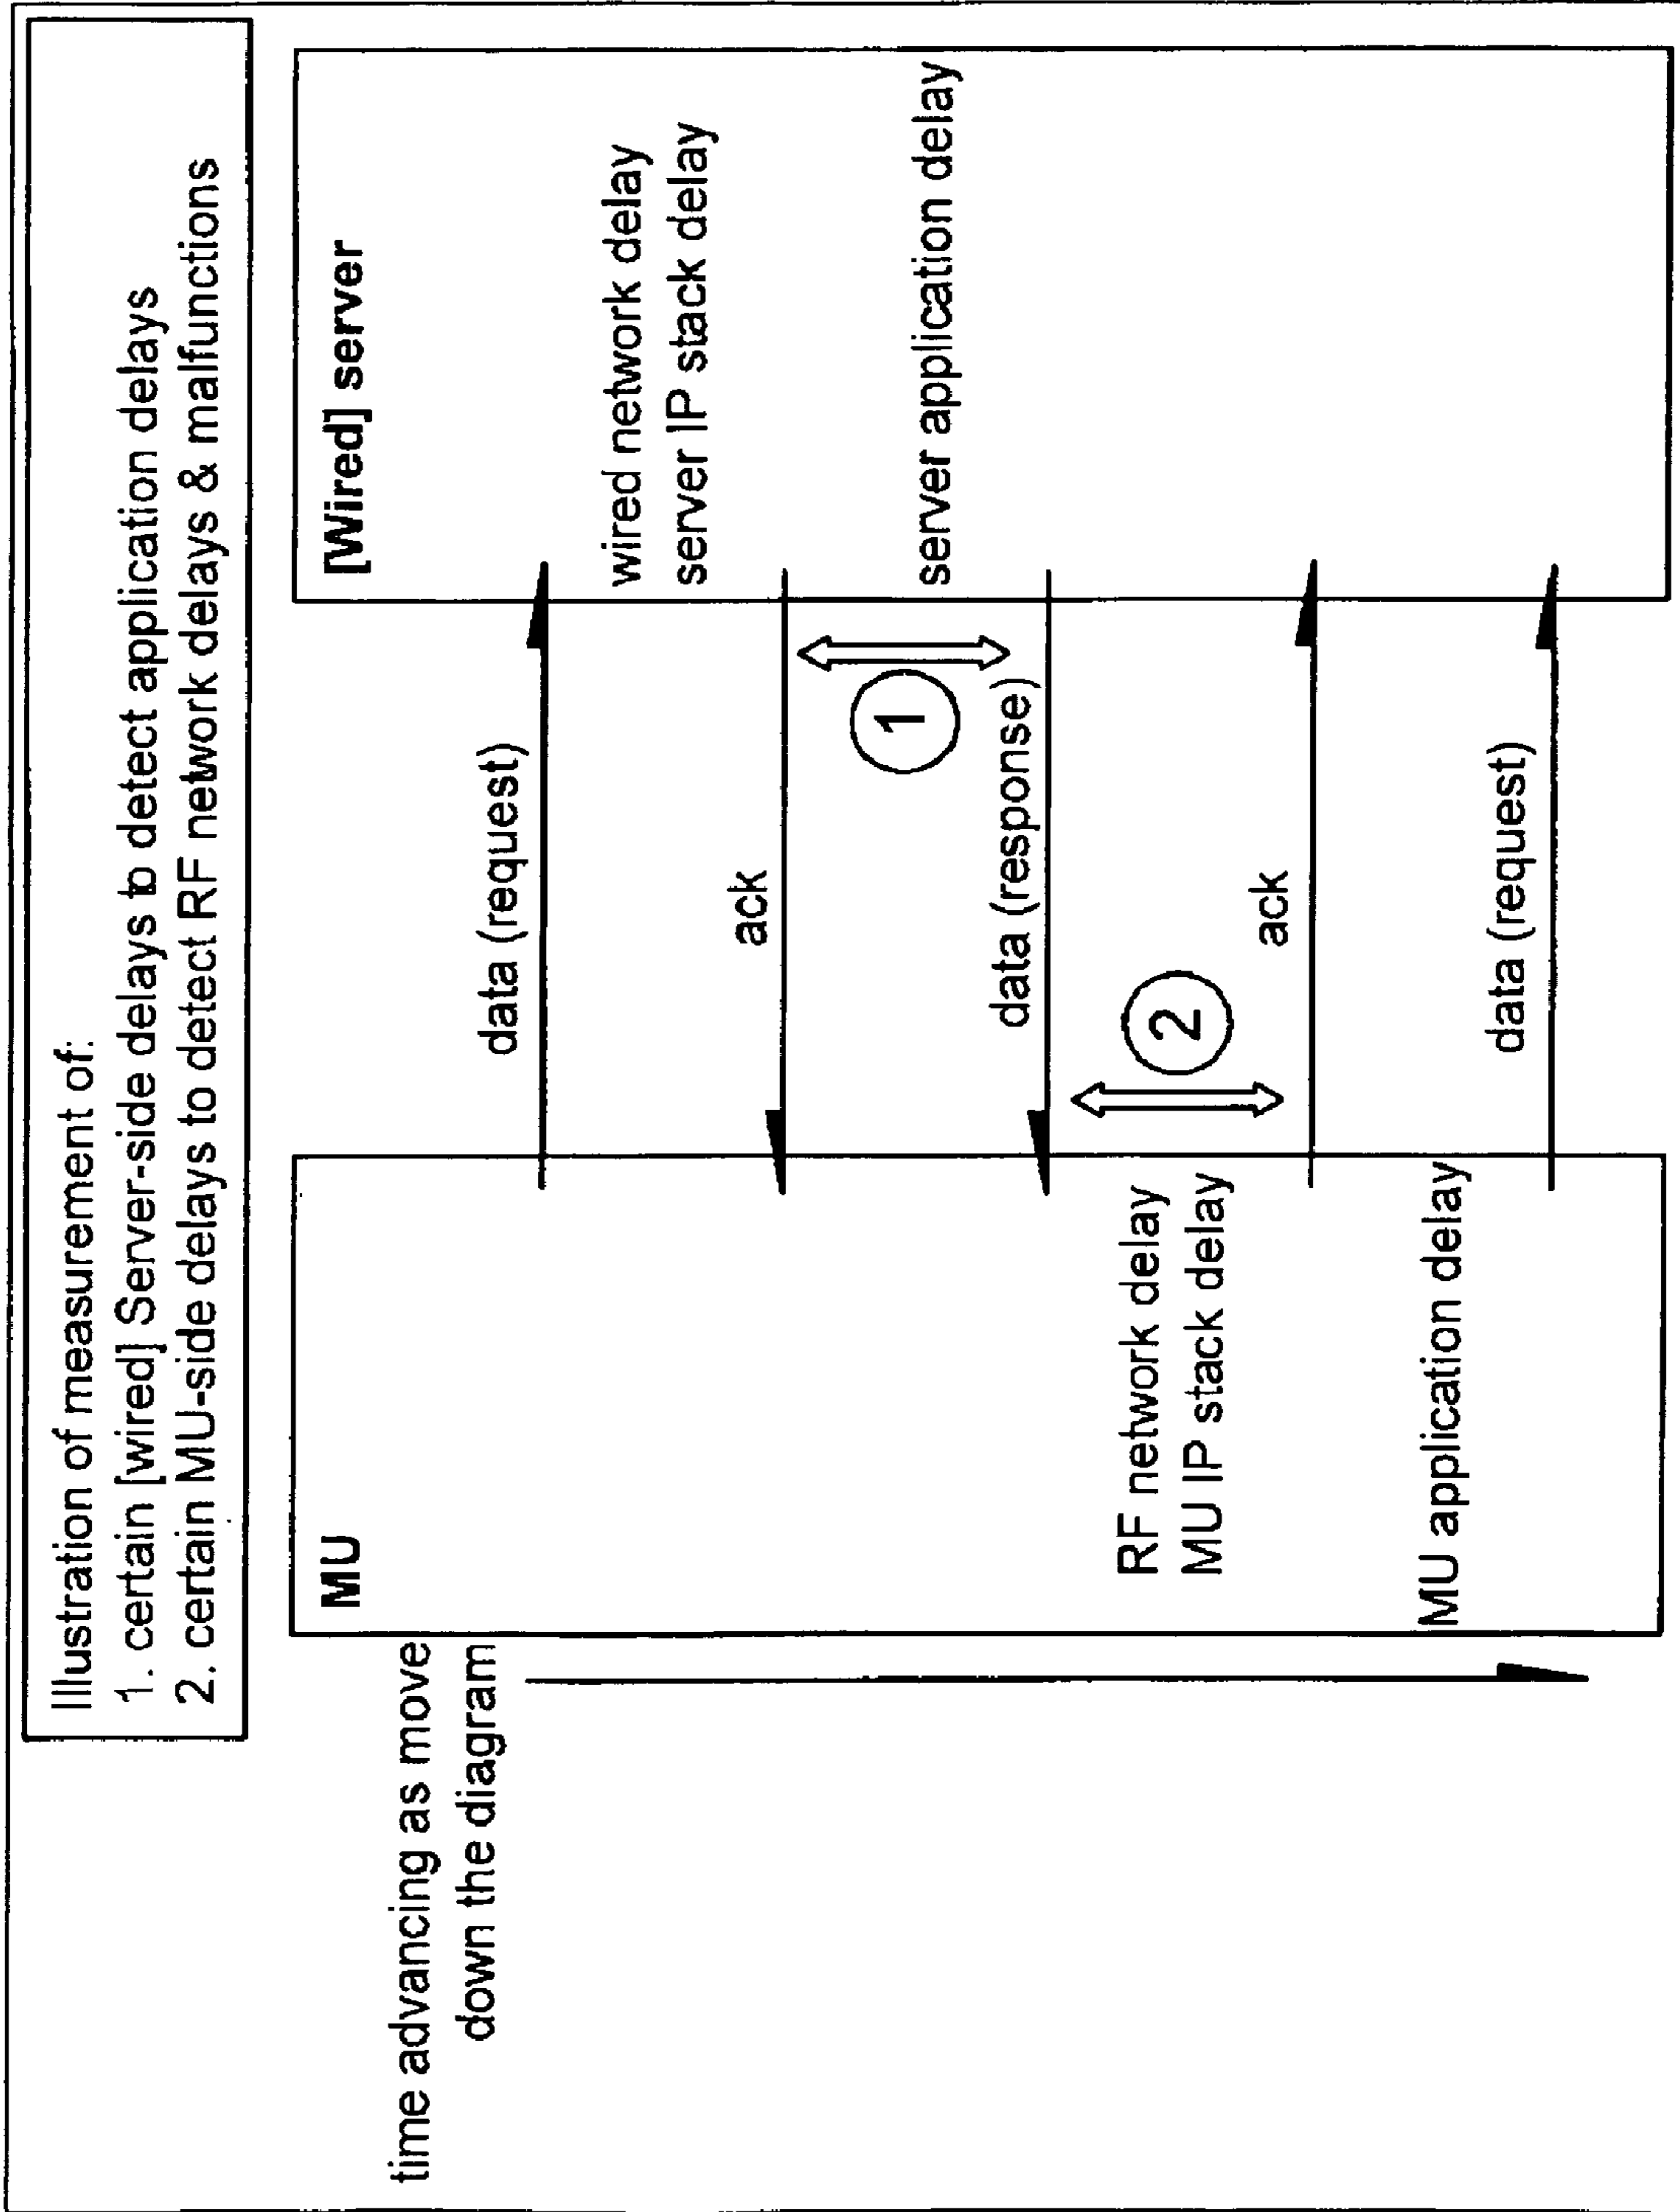 Illustration of measurement of:
1. certain [wired] Server-side delays to detect application delays
2. certain MU-side delays to detect RF network delays & malfunctions
time advancing as move
down the diagram
MU
[Wired] server
data (request)
wired network delay
server IP stack delay
ack
1
server application delay
data (response)
RF network delay
MU IP stack delay
2
ack
MU application delay
data (request)